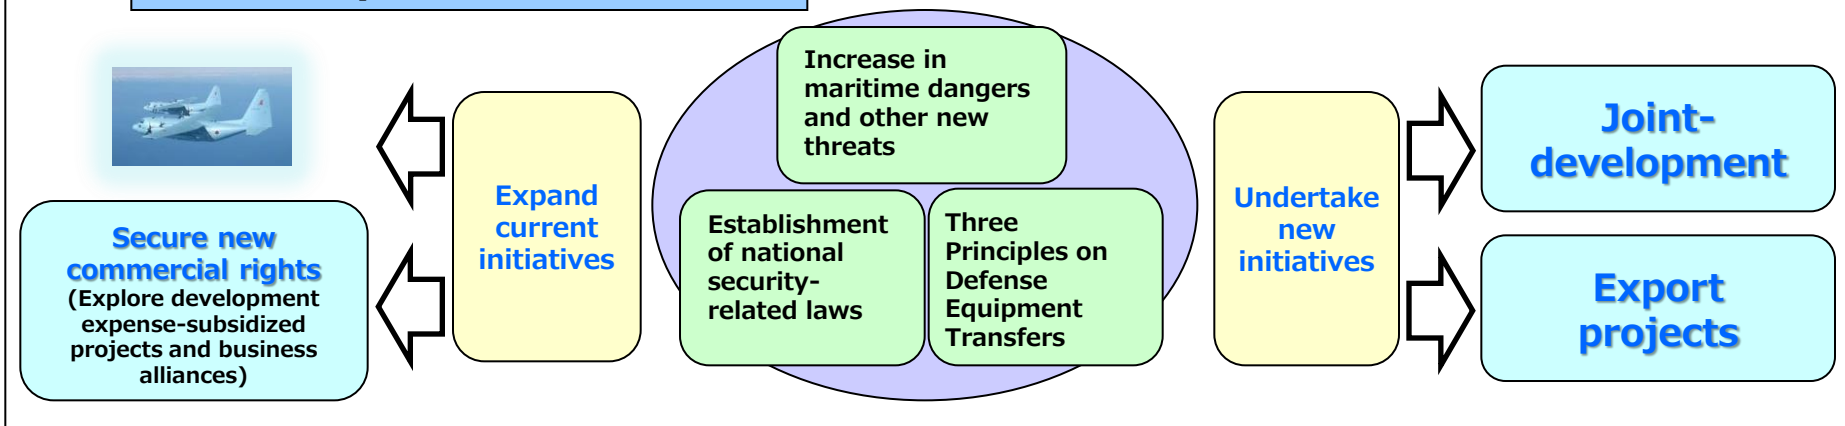 Increase in
maritime dangers
and other new
threats
Expand
current
initiatives
Secure new
commercial rights
(Explore development
expense-subsidized
projects and business
alliances)
Establishment
of national
security-
related laws
Three
Principles on
Defense
Equipment
Transfers
Undertake
new
initiatives
Joint-
development
Export
projects